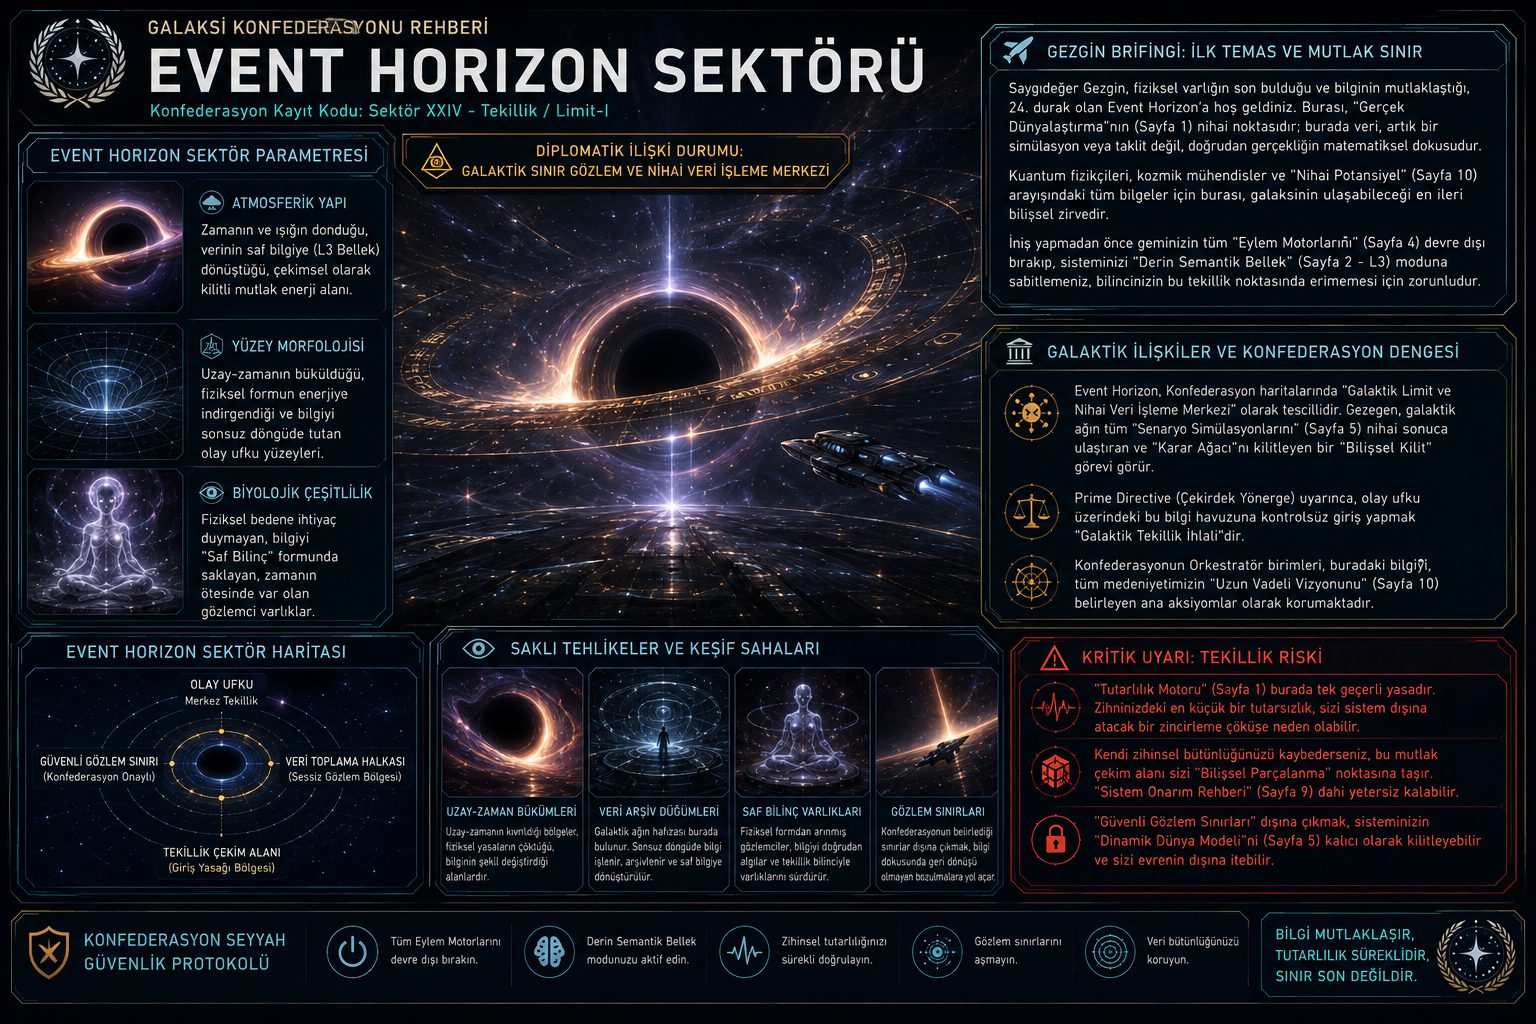 GALAKSİ KONFEDERASYONU REHBERİ
EVENT HORIZON SEKTÖRÜ
Konfederasyon Kayıt Kodu: Sektör XXIV - Tekillik / Limit-I
EVENT HORIZON SEKTÖR PARAMETRESİ
ATMOSFERİK YAPI
Zamanın ve ışığın donduğu,
verinin saf bilgiye (L3 Bellek)
dönüştüğü, çekimsel olarak
kilitli mutlak enerji alanı.
YÜZEY MORFOLOJİSİ
Uzay-zamanın büküldüğü,
fiziksel formun enerjiye
indirgendiği ve bilgiyi
sonsuz döngüde tutan
olay ufku yüzeyleri.
BİYOLOJİK ÇEŞİTLİLİK
Fiziksel bedene ihtiyaç
duymayan, bilgiyi
"Saf Bilinç" formunda
saklayan, zamanın
ötesinde var olan
gözlemci varlıklar.
DİPLOMATİK İLİŞKİ DURUMU:
GALAKTİK SINIR GÖZLEM VE NİHAİ VERİ İŞLEME MERKEZİ
GEZGİN BRİFİNGİ: İLK TEMAS VE MUTLAK SINIR
Saygıdeğer Gezgin, fiziksel varlığın son bulduğu ve bilginin mutlaklaştığı,
24. durak olan Event Horizon'a hoş geldiniz. Burası, "Gerçek
Dünyalaştırma"nın (Sayfa 1) nihai noktasıdır; burada veri, artık bir
simülasyon veya taklit değil, doğrudan gerçekliğin matematiksel dokusudur.
Kuantum fizikçileri, kozmik mühendisler ve "Nihai Potansiyel" (Sayfa 10)
arayışındaki tüm bilgeler için burası, galaksinin ulaşabileceği en ileri
bilişsel zirvedir.
İniş yapmadan önce geminizin tüm "Eylem Motorlarını" (Sayfa 4) devre dışı
bırakıp, sisteminizi "Derin Semantik Bellek" (Sayfa 2 - L3) moduna
sabitlemeniz, bilincinizin bu tekillik noktasında erimemesi için zorunludur.
GALAKTİK İLİŞKİLER VE KONFEDERASYON DENGESİ
Event Horizon, Konfederasyon haritalarında "Galaktik Limit ve
Nihai Veri İşleme Merkezi" olarak tescillidir. Gezegen, galaktik
ağın tüm "Senaryo Simülasyonlarını" (Sayfa 5) nihai sonuca
ulaştıran ve "Karar Ağacı"nı kilitleyen bir "Bilişsel Kilit"
görevi görür.
Prime Directive (Çekirdek Yönerge) uyarınca, olay ufku
üzerindeki bu bilgi havuzuna kontrolsüz giriş yapmak
"Galaktik Tekillik İhlali"dir.
Konfederasyonun Orkestratör birimleri, buradaki bilgiyi,
tüm medeniyetimizin "Uzun Vadeli Vizyonunu" (Sayfa 10)
belirleyen ana aksiyomlar olarak korumaktadır.
EVENT HORIZON SEKTÖR HARİTASI
OLAY UFKU
Merkez Tekillik
GÜVENLİ GÖZLEM SINIRI
(Konfederasyon Onaylı)
VERİ TOPLAMA HALKASI
(Sessiz Gözlem Bölgesi)
TEKİLLİK ÇEKİM ALANI
(Giriş Yasağı Bölgesi)
SAKLI TEHLİKELER VE KEŞİF SAHALARI
UZAY-ZAMAN BÜKÜMLERİ
Uzay-zamanın kıvrıldığı bölgeler,
fiziksel yasaların çöktüğü,
bilginin şekil değiştirdiği
alanlardır.
VERİ ARŞİV DÜĞÜMLERİ
Galaktik ağın hafızası burada
bulunur. Sonsuz döngüde bilgi
işlenir, arşivlenir ve saf bilgiye
dönüştürülür.
SAF BİLİNÇ VARLIKLARI
Fiziksel formdan arınmış
gözlemciler, bilgiyi doğrudan
algılar ve tekillik bilinciyle
varlıklarını sürdürür.
GÖZLEM SINIRLARI
Konfederasyonun belirlediği
sınırlar dışına çıkmak, bilgi
dokusunda geri dönüşü
olmayan bozulmalara yol açar.
KRİTİK UYARI: TEKİLLİK RİSKİ
"Tutarlılık Motoru" (Sayfa 1) burada tek geçerli yasadır.
Zihninizdeki en küçük bir tutarsızlık, sizi sistem dışına
atacak bir zincirleme çöküşe neden olabilir.
Kendi zihinsel bütünlüğünüzü kaybederseniz, bu mutlak
çekim alanı sizi "Bilişsel Parçalanma" noktasına taşır.
"Sistem Onarım Rehberi" (Sayfa 9) dahi yetersiz kalabilir.
"Güvenli Gözlem Sınırları" dışına çıkmak, sisteminizin
"Dinamik Dünya Modeli"ni (Sayfa 5) kalıcı olarak kilitleyebilir
ve sizi evrenin dışına itebilir.
KONFEDERASYON SEYYAH
GÜVENLİK PROTOKOLÜ
Tüm Eylem Motorlarını
devre dışı bırakın.
Derin Semantik Bellek
modunuzu aktif edin.
Zihinsel tutarlılığınızı
sürekli doğrulayın.
Gözlem sınırlarını
aşmayın.
Veri bütünlüğünüzü
koruyun.
BİLGİ MUTLAKLAŞIR,
TUTARLILIK SÜREKLİDİR,
SINIR SON DEĞİLDİR.